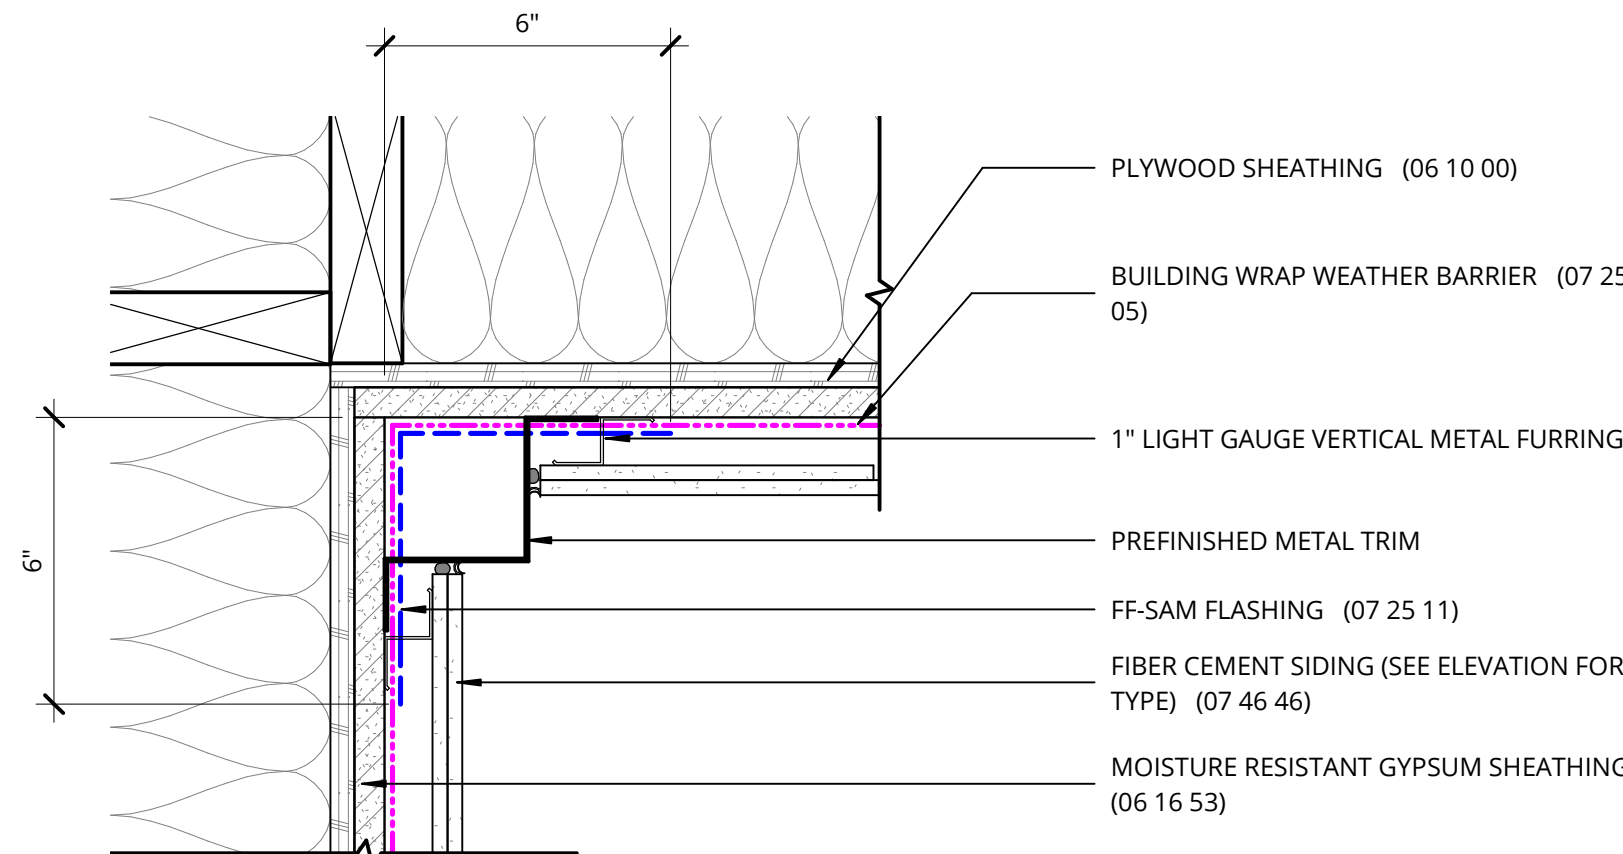 6"
PLYWOOD SHEATHING (06 10 00)
BUILDING WRAP WEATHER BARRIER (07 25
05)
1" LIGHT GAUGE VERTICAL METAL FURRING
6"
PREFINISHED METAL TRIM
FF-SAM FLASHING (07 25 11)
FIBER CEMENT SIDING (SEE ELEVATION FOR
TYPE) (07 46 46)
MOISTURE RESISTANT GYPSUM SHEATHING
(06 16 53)